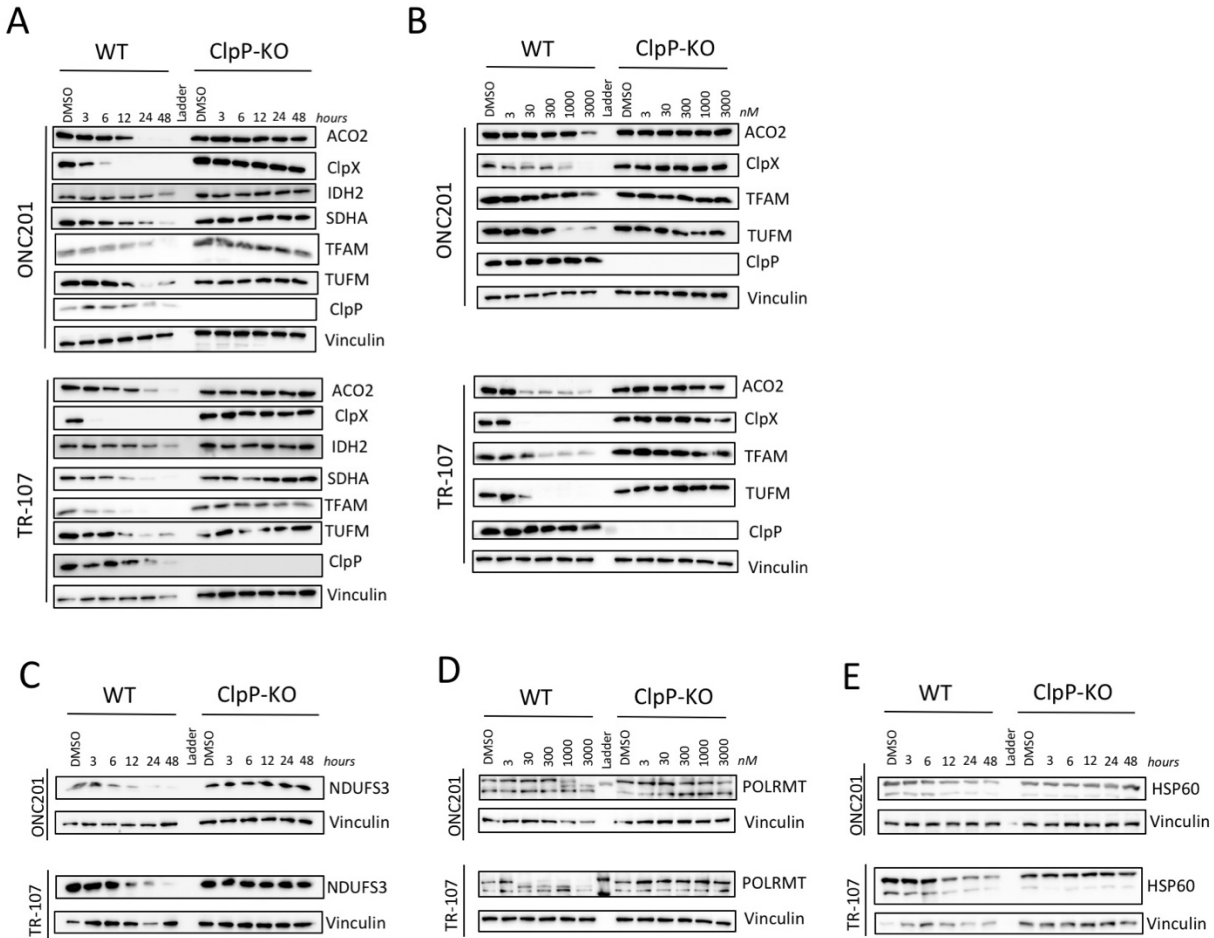 A
WT ClpP-KO
DMSO 3 6 12 24 48 Ladder DMSO 3 6 12 24 48 hours
ONC201
ACO2
ClpX
IDH2
SDHA
TFAM
TUFM
ClpP
Vinculin
TR-107
ACO2
ClpX
IDH2
SDHA
TFAM
TUFM
ClpP
Vinculin
B
WT ClpP-KO
DMSO 3 30 300 1000 3000 Ladder DMSO 3 30 300 1000 3000 nM
ONC201
ACO2
ClpX
TFAM
TUFM
ClpP
Vinculin
TR-107
ACO2
ClpX
TFAM
TUFM
ClpP
Vinculin
C
WT ClpP-KO
DMSO 3 6 12 24 48 Ladder DMSO 3 6 12 24 48 hours
ONC201
NDUFS3
Vinculin
TR-107
NDUFS3
Vinculin
D
WT ClpP-KO
DMSO 3 30 300 1000 3000 Ladder DMSO 3 30 300 1000 3000 nM
ONC201
POLRMT
Vinculin
TR-107
POLRMT
Vinculin
E
WT ClpP-KO
DMSO 3 6 12 24 48 Ladder DMSO 3 6 12 24 48 hours
ONC201
HSP60
Vinculin
TR-107
HSP60
Vinculin